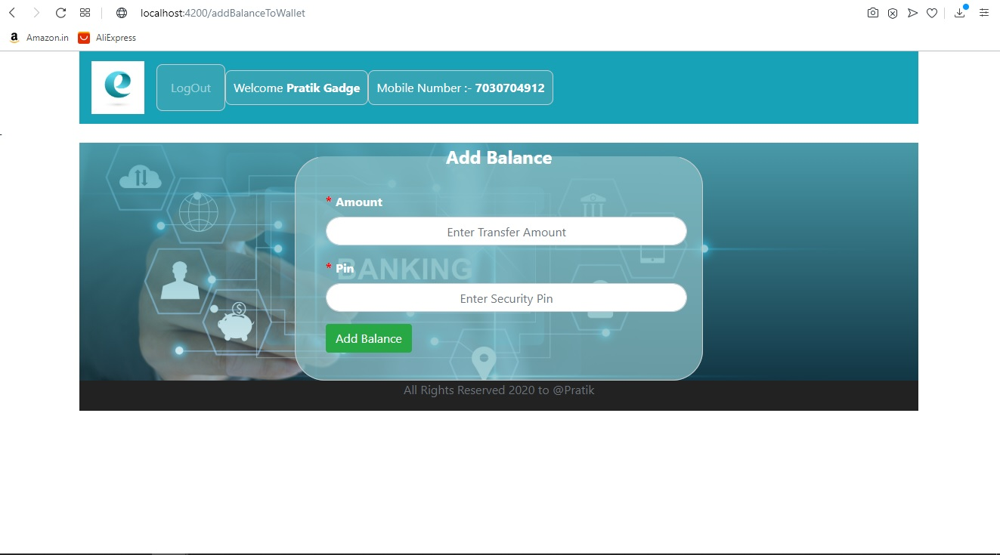 localhost:4200/addBalanceToWallet
Amazon.in AliExpress
LogOut Welcome Pratik Gadge Mobile Number :- 7030704912
Add Balance
* Amount
Enter Transfer Amount
BANKING
* Pin
Enter Security Pin
Add Balance
All Rights Reserved 2020 to @Pratik